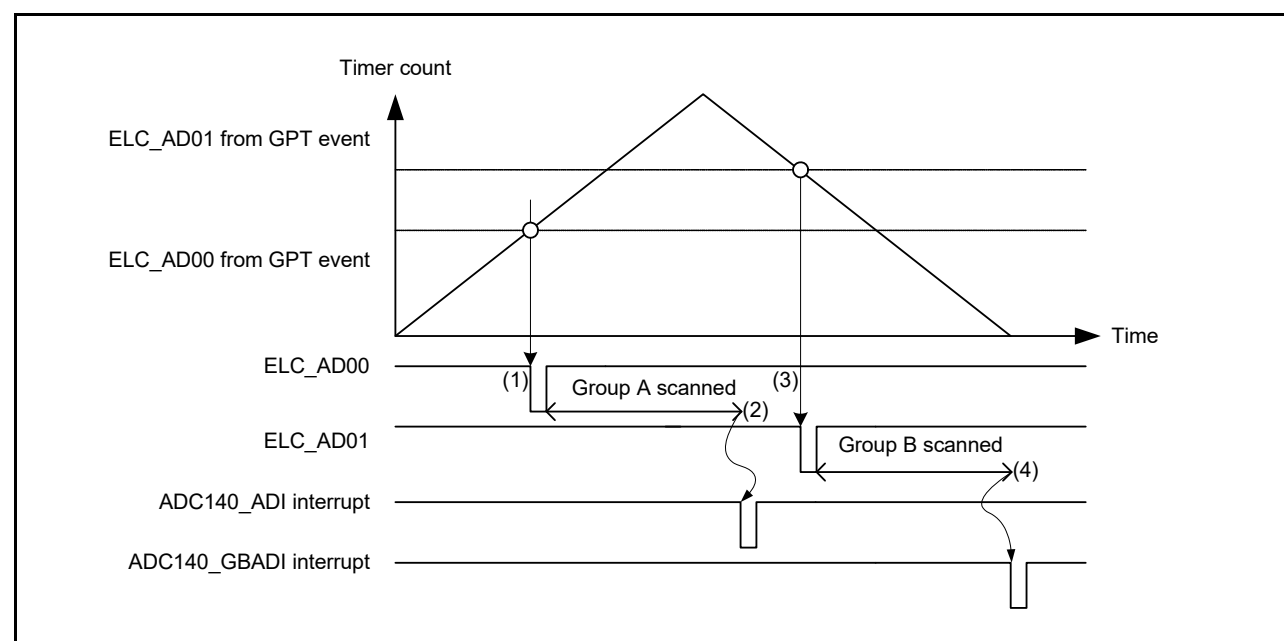 Timer count
ELC_AD01 from GPT event
ELC_AD00 from GPT event
Time
ELC_AD00
(1)
Group A scanned
(2)
(3)
ELC_AD01
Group B scanned
(4)
ADC140_ADI interrupt
ADC140_GBADI interrupt